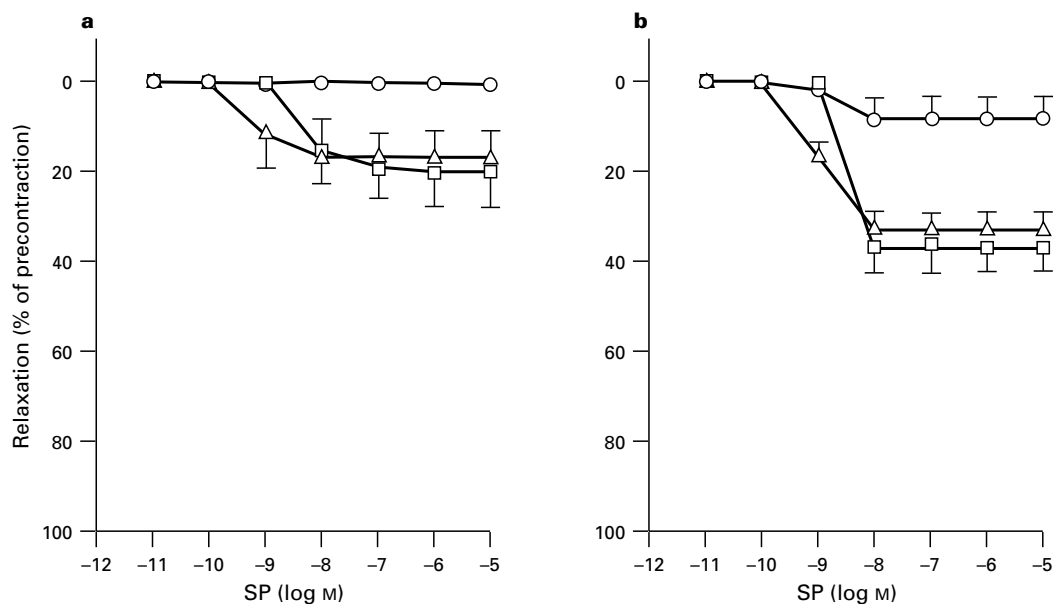 a
0
20
40
60
80
100
–12 –11 –10 –9 –8 –7 –6 –5
SP (log M)
Relaxation (% of precontraction)
b
0
20
40
60
80
100
–12 –11 –10 –9 –8 –7 –6 –5
SP (log M)